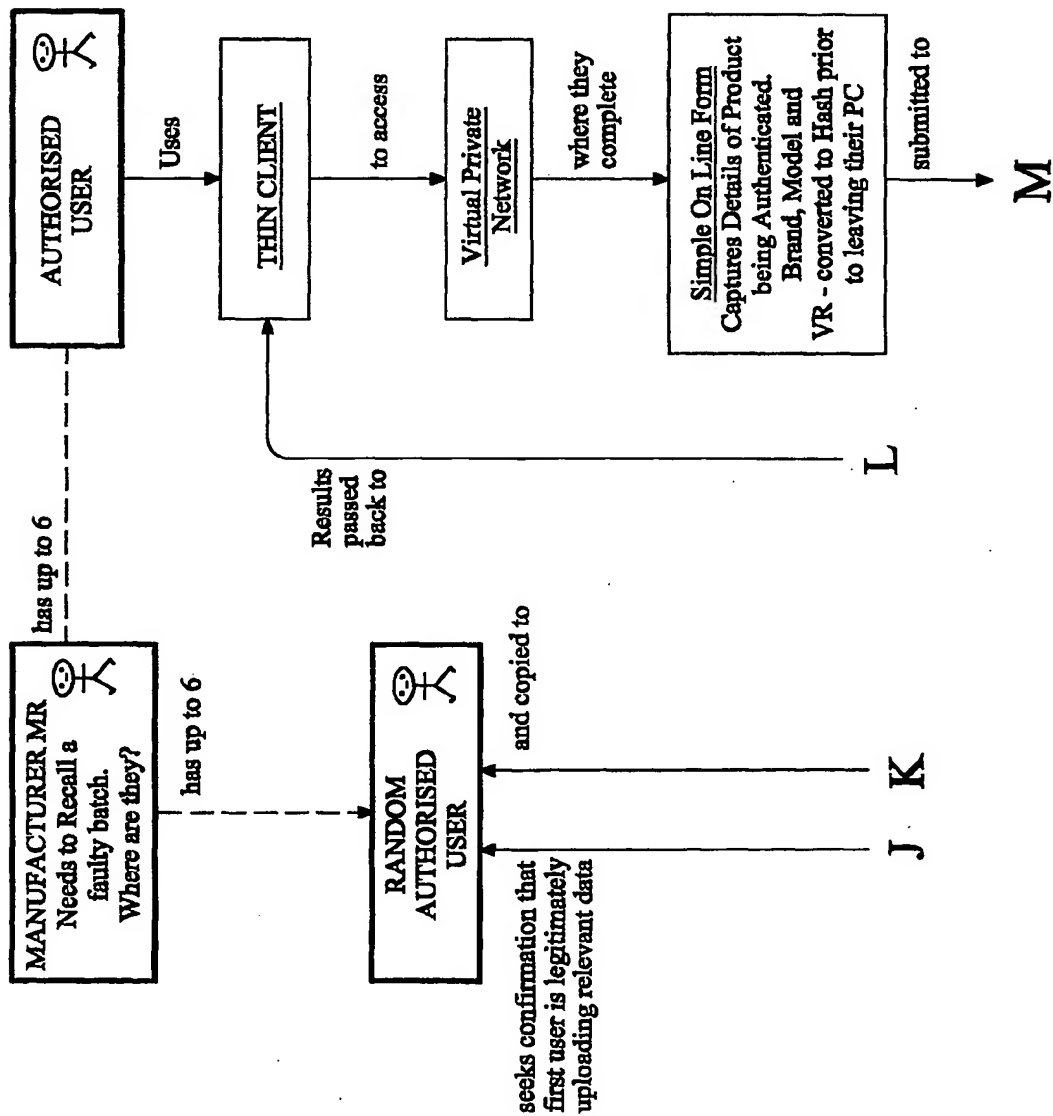 MANUFACTURER MR
Needs to Recall a
faulty batch.
Where are they?
has up to 6
AUTHORISED
USER
has up to 6
Uses
RANDOM
AUTHORISED
USER
THIN CLIENT
Results
passed
back to
to access
Virtual Private
Network
where they
complete
seeks confirmation that
first user is legitimately
uploading relevant data
and copied to
Simple On Line Form
Captures Details of Product
being Authenticated.
Brand, Model and
VR - converted to Hash prior
to leaving their PC
submitted to
J
K
L
M